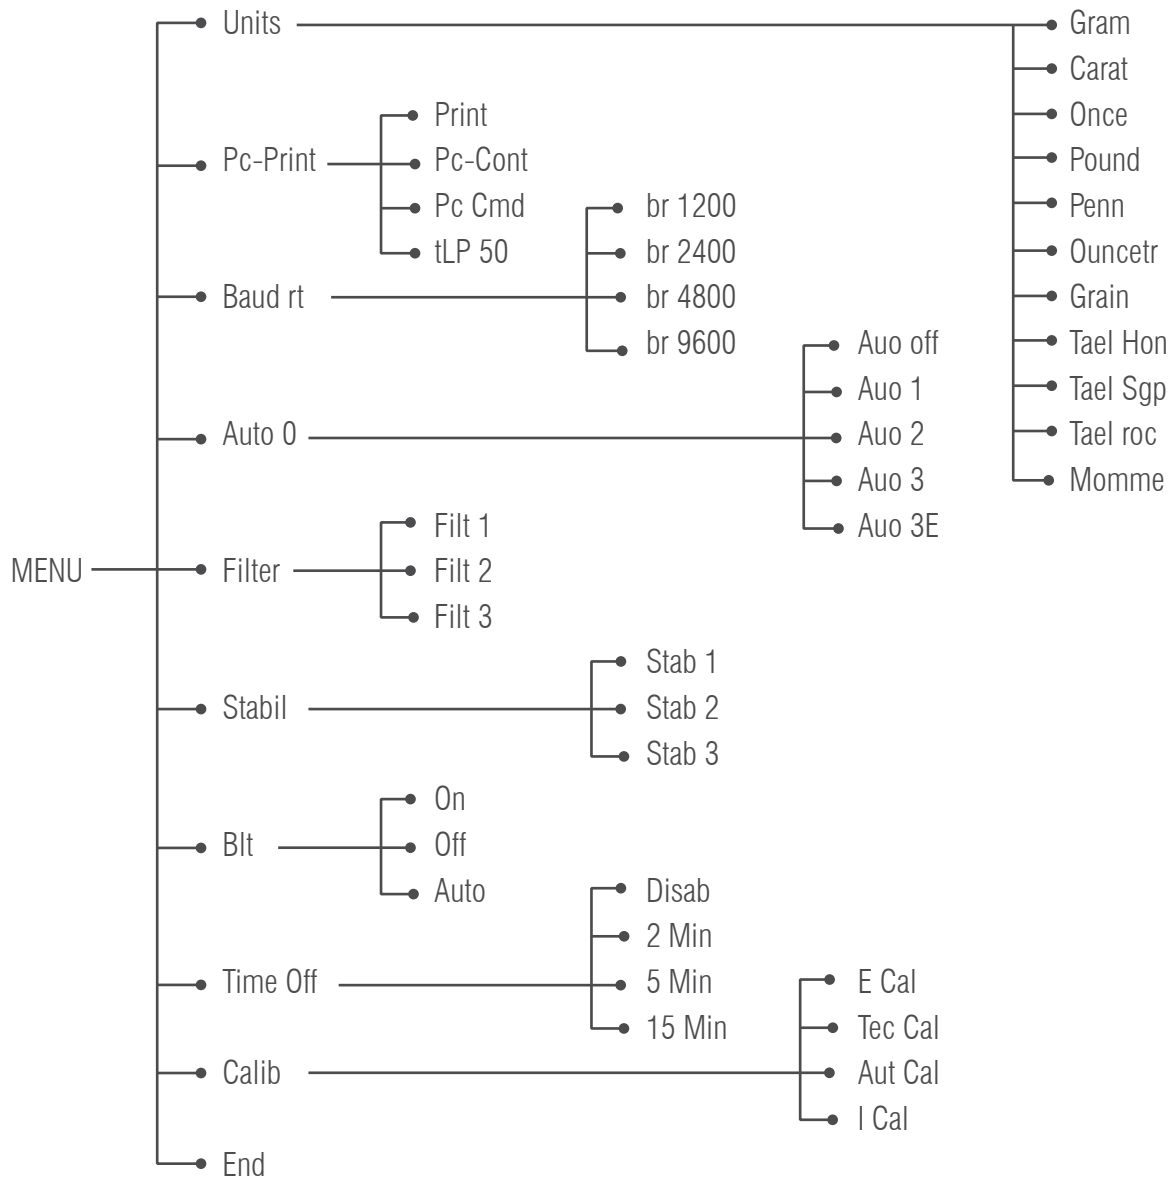 MENU
Units
Gram
Carat
Once
Pound
Penn
Ouncetr
Grain
Tael Hon
Tael Sgp
Tael roc
Momme
Pc-Print
Print
Pc-Cont
Pc Cmd
tLP 50
Baud rt
br 1200
br 2400
br 4800
br 9600
Auto 0
Auo off
Auo 1
Auo 2
Auo 3
Auo 3E
Filter
Filt 1
Filt 2
Filt 3
Stabil
Stab 1
Stab 2
Stab 3
Blt
On
Off
Auto
Time Off
Disab
2 Min
5 Min
15 Min
Calib
E Cal
Tec Cal
Aut Cal
I Cal
End